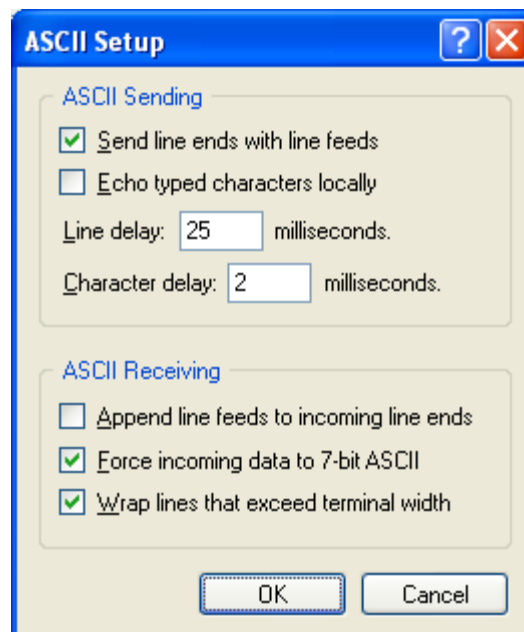 ASCII Setup
ASCII Sending
Send line ends with line feeds
Echo typed characters locally
Line delay: 25 milliseconds.
Character delay: 2 milliseconds.
ASCII Receiving
Append line feeds to incoming line ends
Force incoming data to 7-bit ASCII
Wrap lines that exceed terminal width
OK Cancel